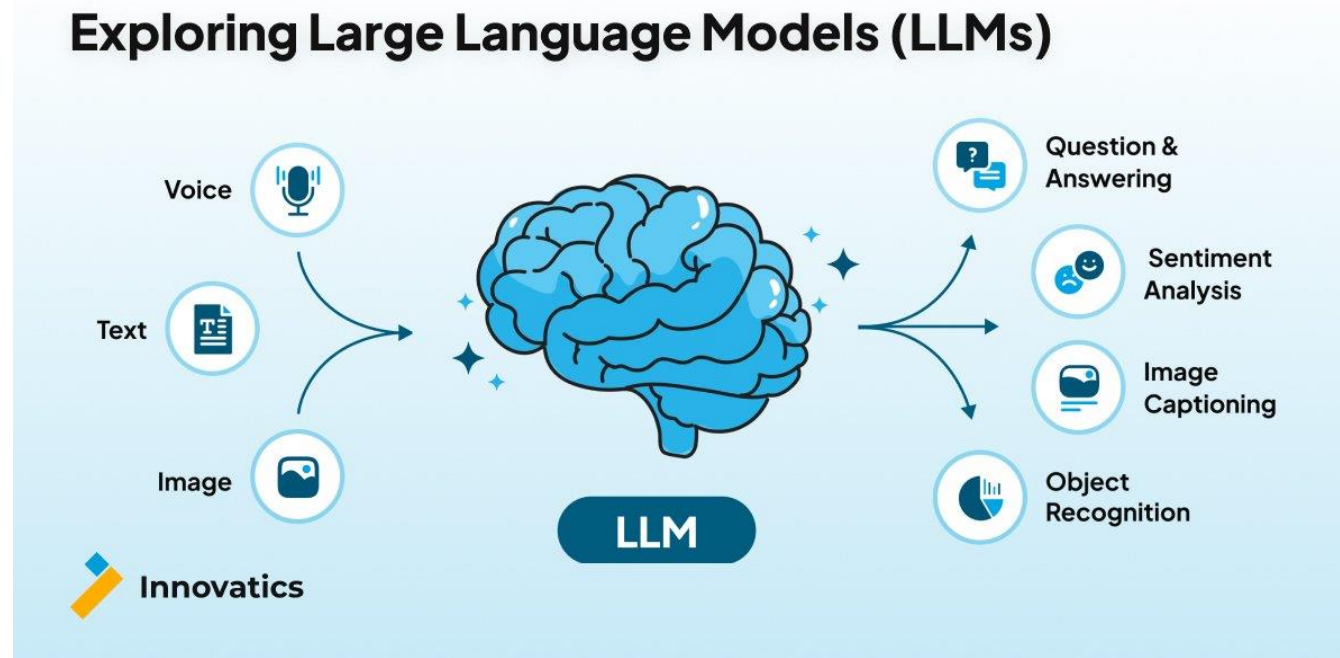 Exploring Large Language Models (LLMs)
Voice
Text
Image
LLM
Question &
Answering
Sentiment
Analysis
Image
Captioning
Object
Recognition
Innovatics